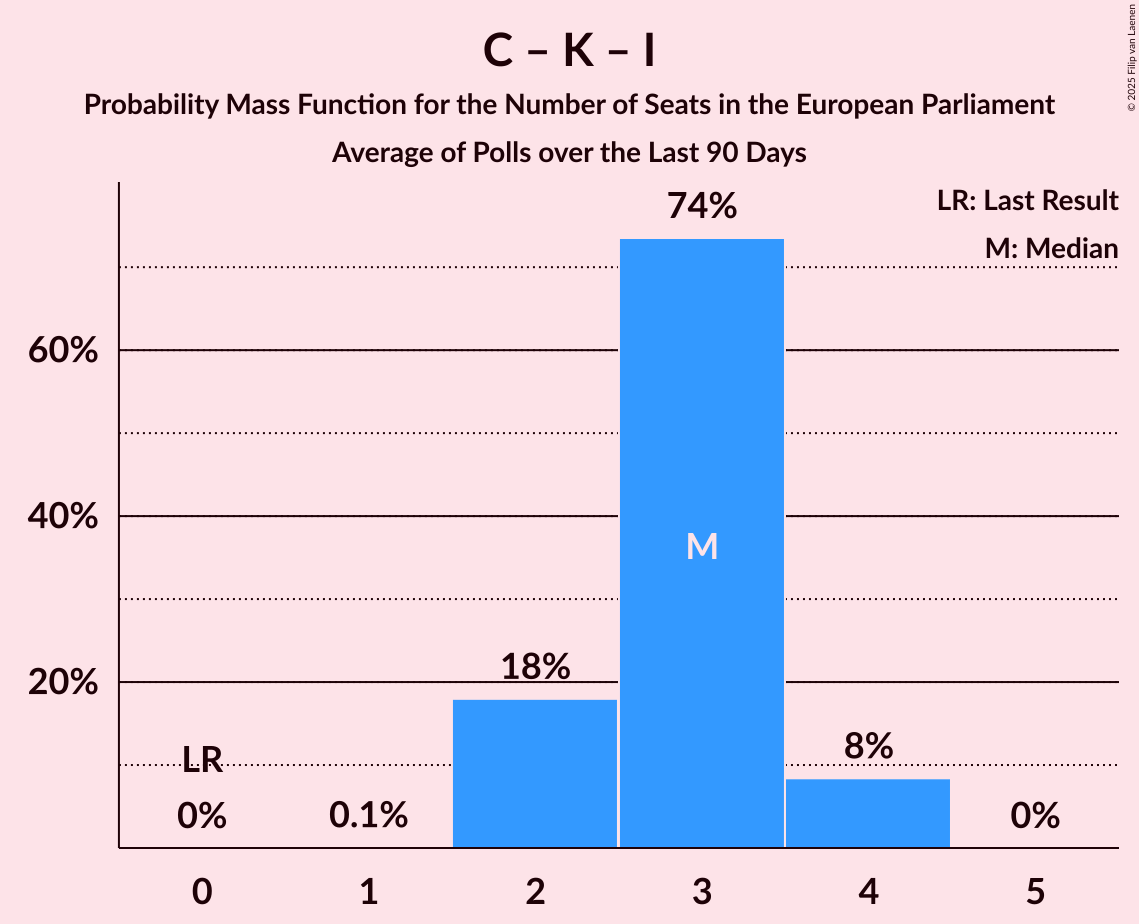 C – K – I
Probability Mass Function for the Number of Seats in the European Parliament
Average of Polls over the Last 90 Days
© 2025 Filip van Laenen
LR: Last Result
M: Median
74%
60%
40%
M
20%
18%
LR
8%
0%
0.1%
0%
0
1
2
3
4
5